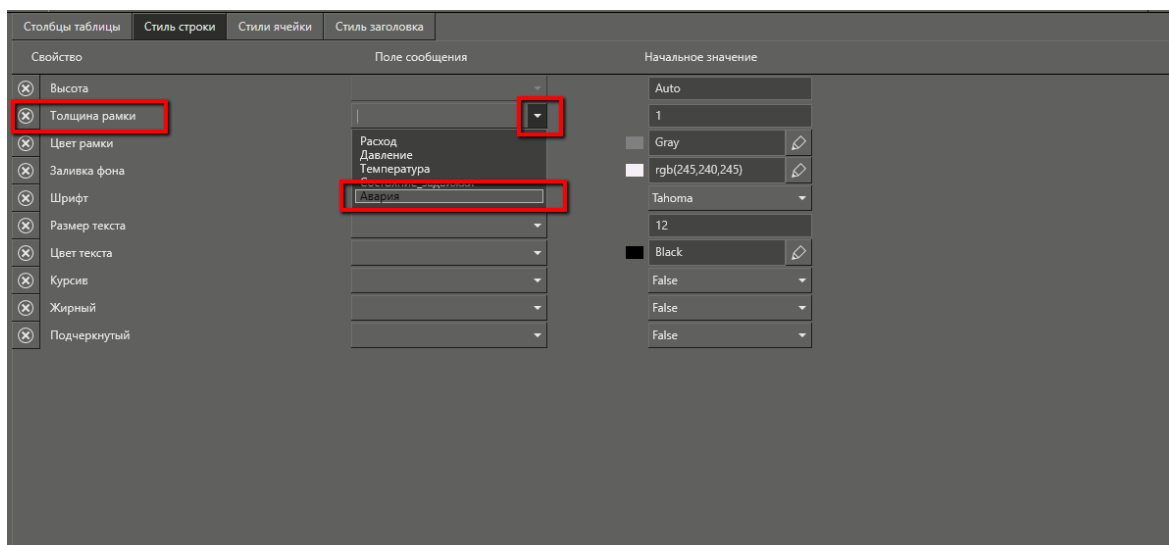 Столбцы таблицы Стиль строки Стили ячейки Стиль заголовка
Свойство Поле сообщения Начальное значение
Высота Auto
Толщина рамки 1
Цвет рамки Расход Gray
Давление
Заливка фона Температура rgb(245,240,245)
Шрифт Авария Tahoma
Размер текста 12
Цвет текста Black
Курсив False
Жирный False
Подчеркнутый False